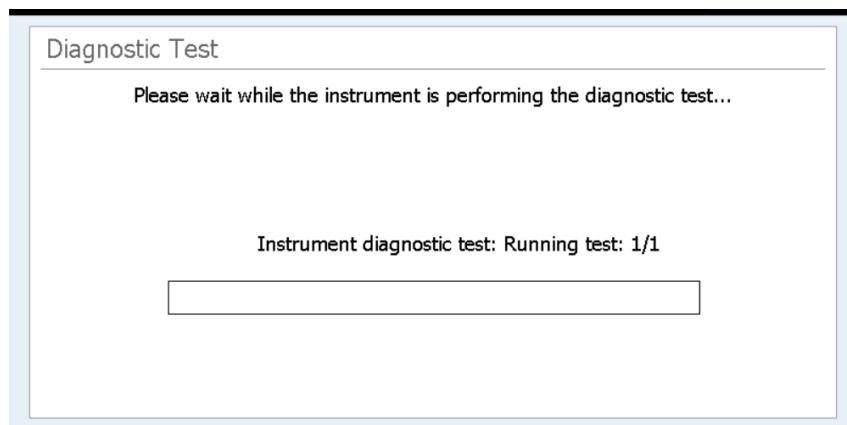 Diagnostic Test
Please wait while the instrument is performing the diagnostic test...
Instrument diagnostic test: Running test: 1/1